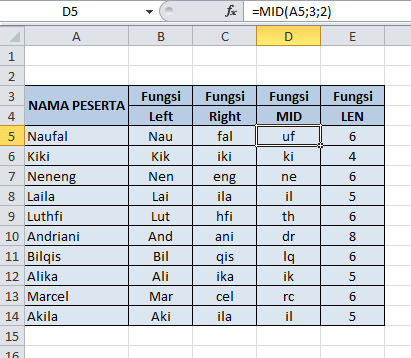 D5 fx =MID(A5;3;2)
A B C D E
1
2
3 NAMA PESERTA Fungsi Fungsi Fungsi Fungsi
4 Left Right MID LEN
5 Naufal Nau fal uf 6
6 Kiki Kik iki ki 4
7 Neneng Nen eng ne 6
8 Laila Lai ila il 5
9 Luthfi Lut hfi th 6
10 Andriani And ani dr 8
11 Bilqis Bil qis lq 6
12 Alika Ali ika ik 5
13 Marcel Mar cel rc 6
14 Akila Aki ila il 5
15
16